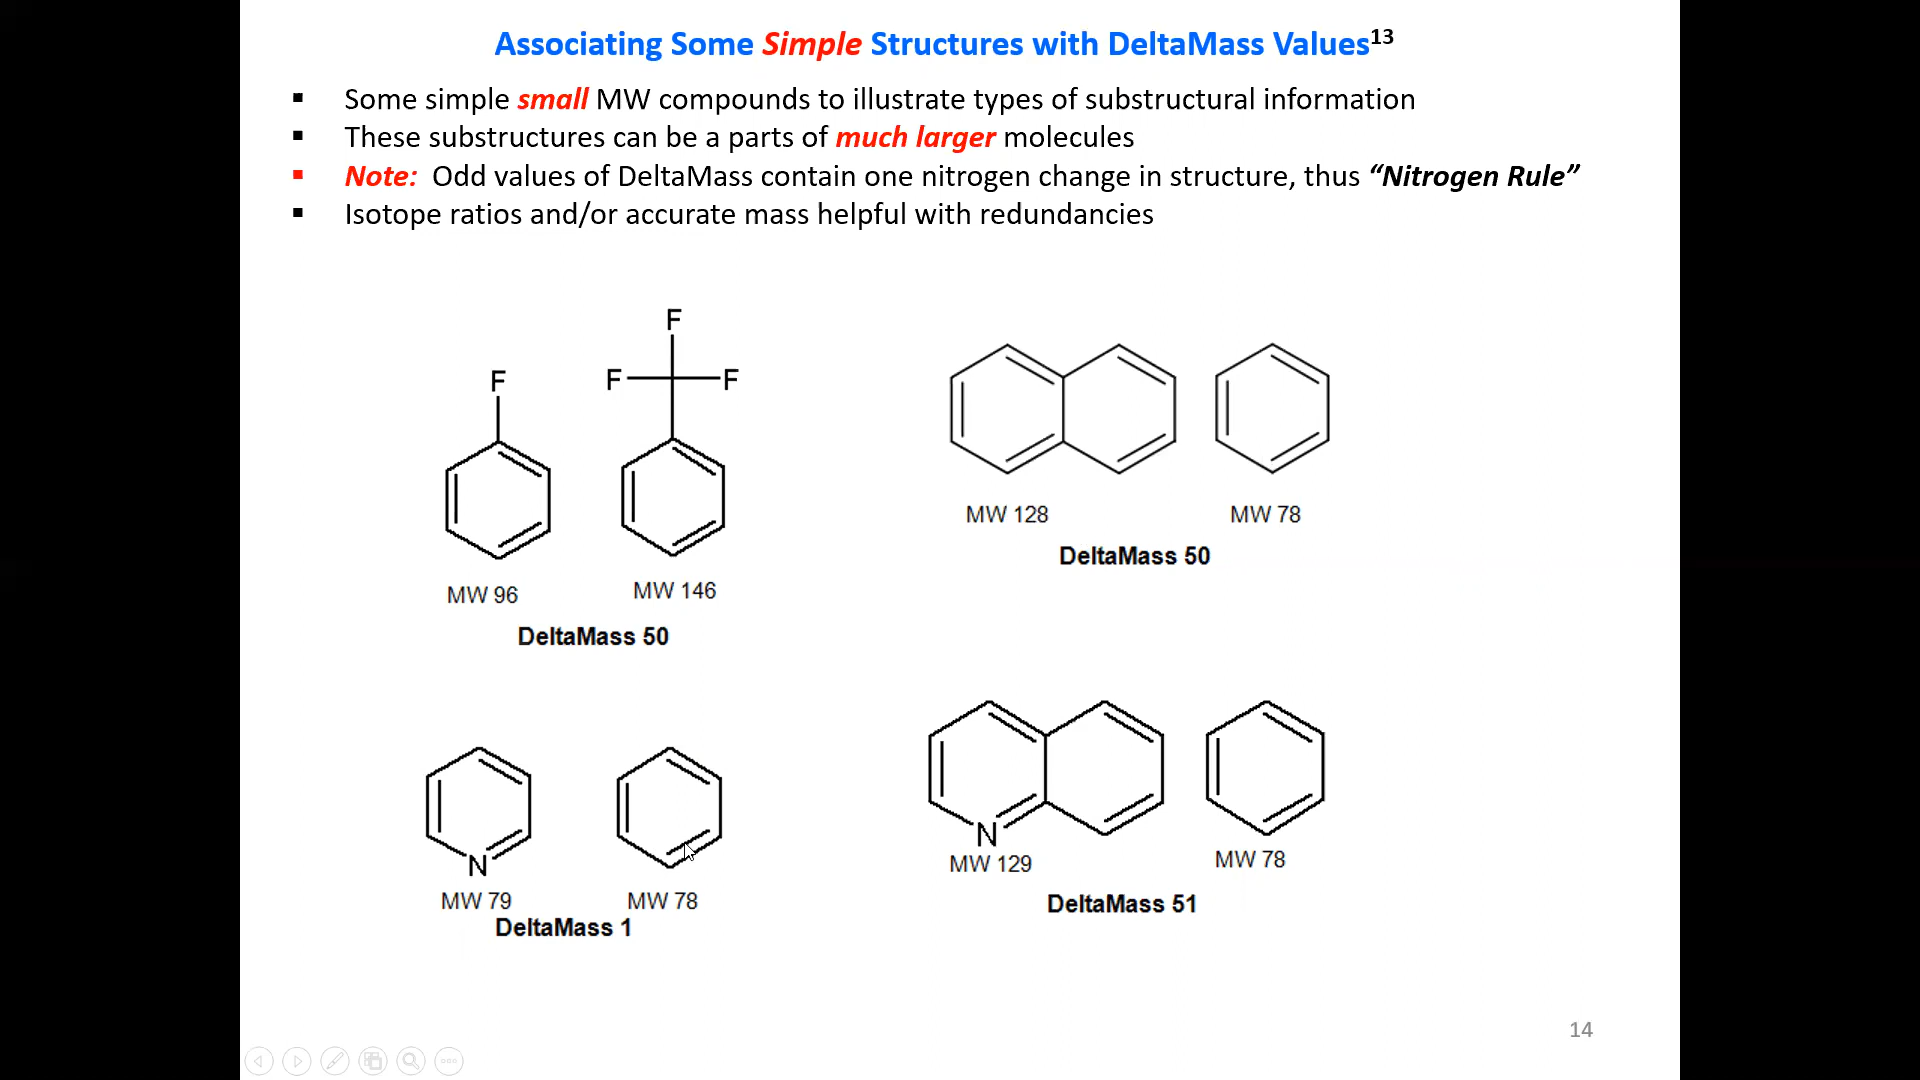 Associating Some Simple Structures with DeltaMass Values13
▪ Some simple small MW compounds to illustrate types of substructural information
▪ These substructures can be a parts of much larger molecules
▪ Note: Odd values of DeltaMass contain one nitrogen change in structure, thus “Nitrogen Rule”
▪ Isotope ratios and/or accurate mass helpful with redundancies
F
F F
F
MW 96 MW 146
DeltaMass 50
MW 128 MW 78
DeltaMass 50
N
MW 79 MW 78
DeltaMass 1
N
MW 129 MW 78
DeltaMass 51
14